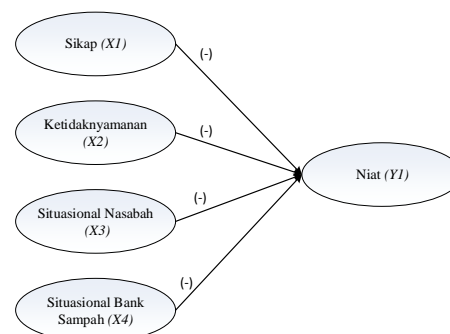 Sikap (X1)
(-)
Ketidaknyamanan
(X2)
(-)
Niat (Y1)
(-)
Situasional Nasabah
(X3)
(-)
Situasional Bank
Sampah (X4)